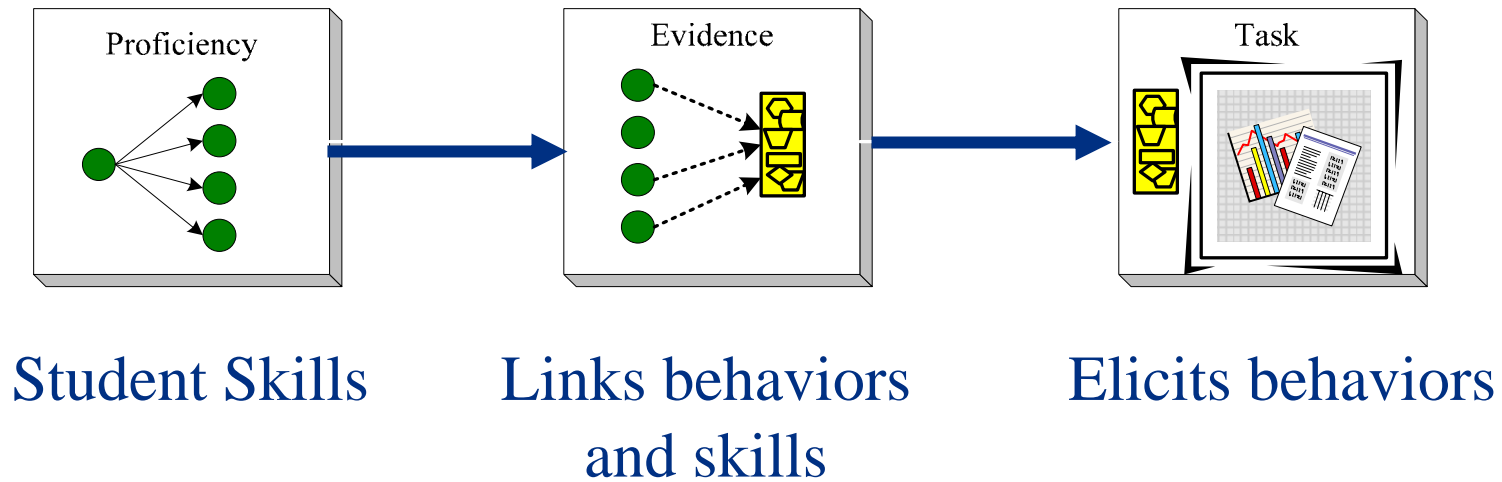 Proficiency
Evidence
Task
Student Skills
Links behaviors
and skills
Elicits behaviors